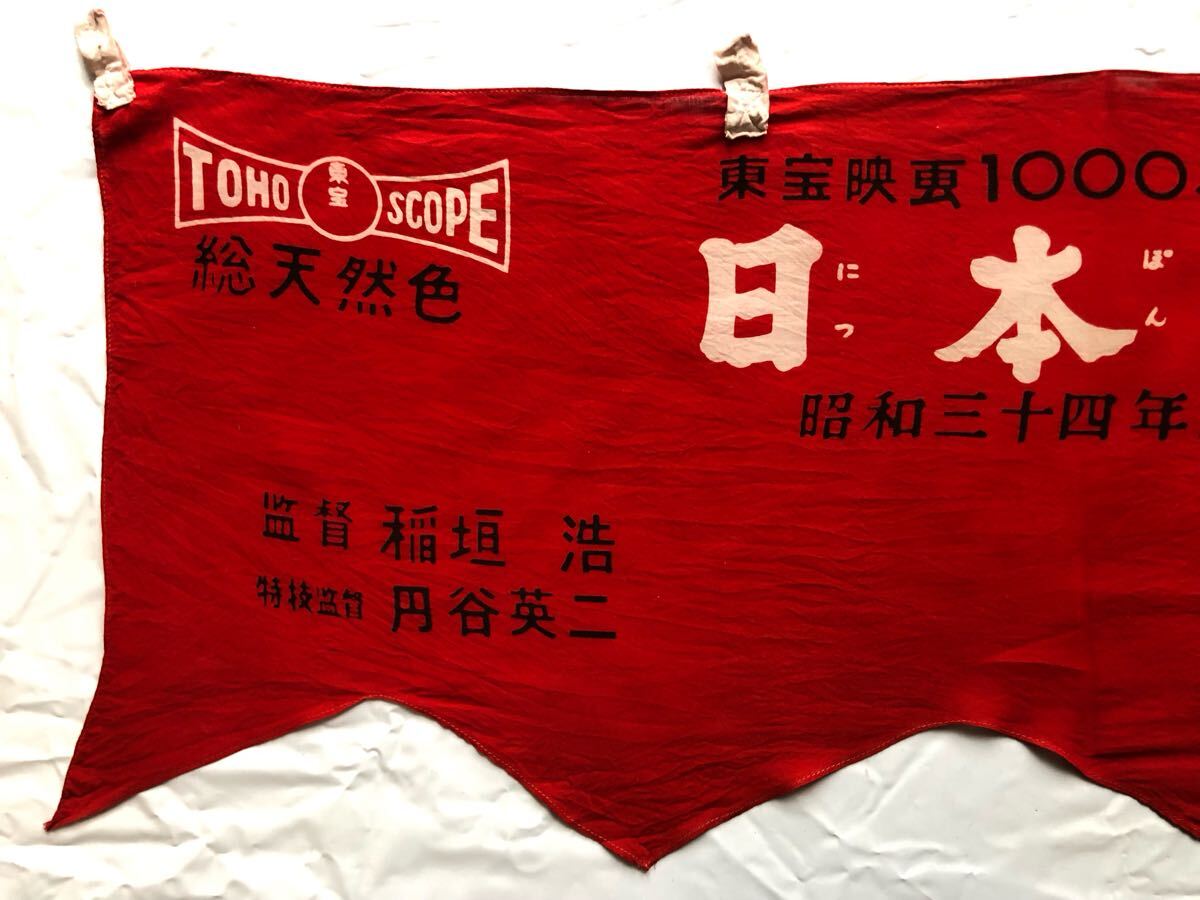 TOHO 東宝 SCOPE
総天然色
東宝映画1000
日本
にっぽん
昭和三十四年
監督 稲垣 浩
特技監督 円谷英二